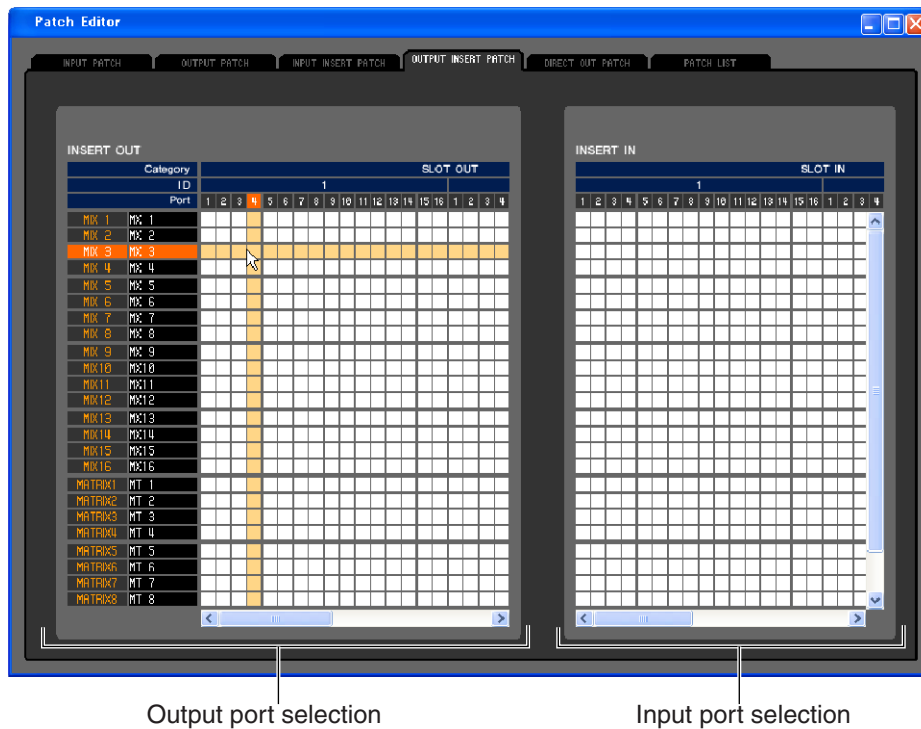 Patch Editor
INPUT PATCH OUTPUT PATCH INPUT INSERT PATCH OUTPUT INSERT PATCH DIRECT OUT PATCH PATCH LIST
INSERT OUT
Category SLOT OUT
ID 1
Port 1 2 3 4 5 6 7 8 9 10 11 12 13 14 15 16 1 2 3 4
MIX 1 MX 1
MIX 2 MX 2
MIX 3 MX 3
MIX 4 MX 4
MIX 5 MX 5
MIX 6 MX 6
MIX 7 MX 7
MIX 8 MX 8
MIX 9 MX 9
MIX10 MX10
MIX11 MX11
MIX12 MX12
MIX13 MX13
MIX14 MX14
MIX15 MX15
MIX16 MX16
MATRIX1 MT 1
MATRIX2 MT 2
MATRIX3 MT 3
MATRIX4 MT 4
MATRIX5 MT 5
MATRIX6 MT 6
MATRIX7 MT 7
MATRIX8 MT 8
INSERT IN
SLOT IN
1
1 2 3 4 5 6 7 8 9 10 11 12 13 14 15 16 1 2 3 4
Output port selection
Input port selection